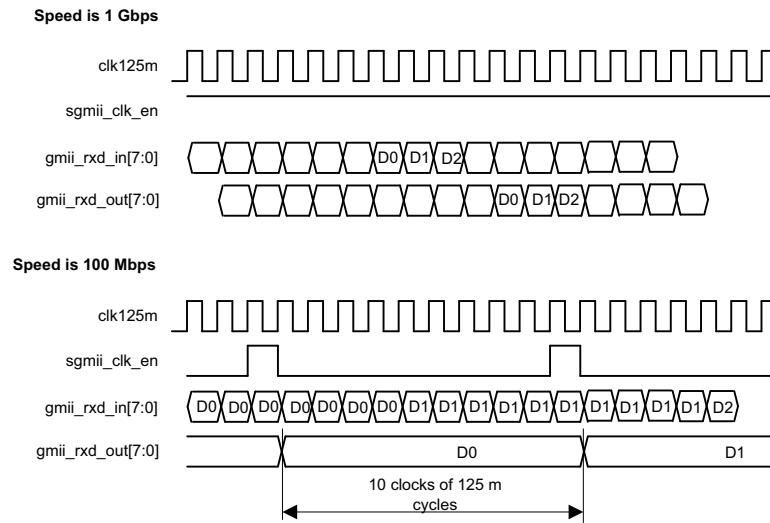 Speed is 1 Gbps
clk125m
sgmii_clk_en
gmii_rxd_in[7:0] D0 D1 D2
gmii_rxd_out[7:0] D0 D1 D2
Speed is 100 Mbps
clk125m
sgmii_clk_en
gmii_rxd_in[7:0] D0 D0 D0 D0 D0 D0 D0 D1 D1 D1 D1 D1 D1 D1 D1 D1 D1 D2
gmii_rxd_out[7:0] D0 D1
10 clocks of 125 m
cycles